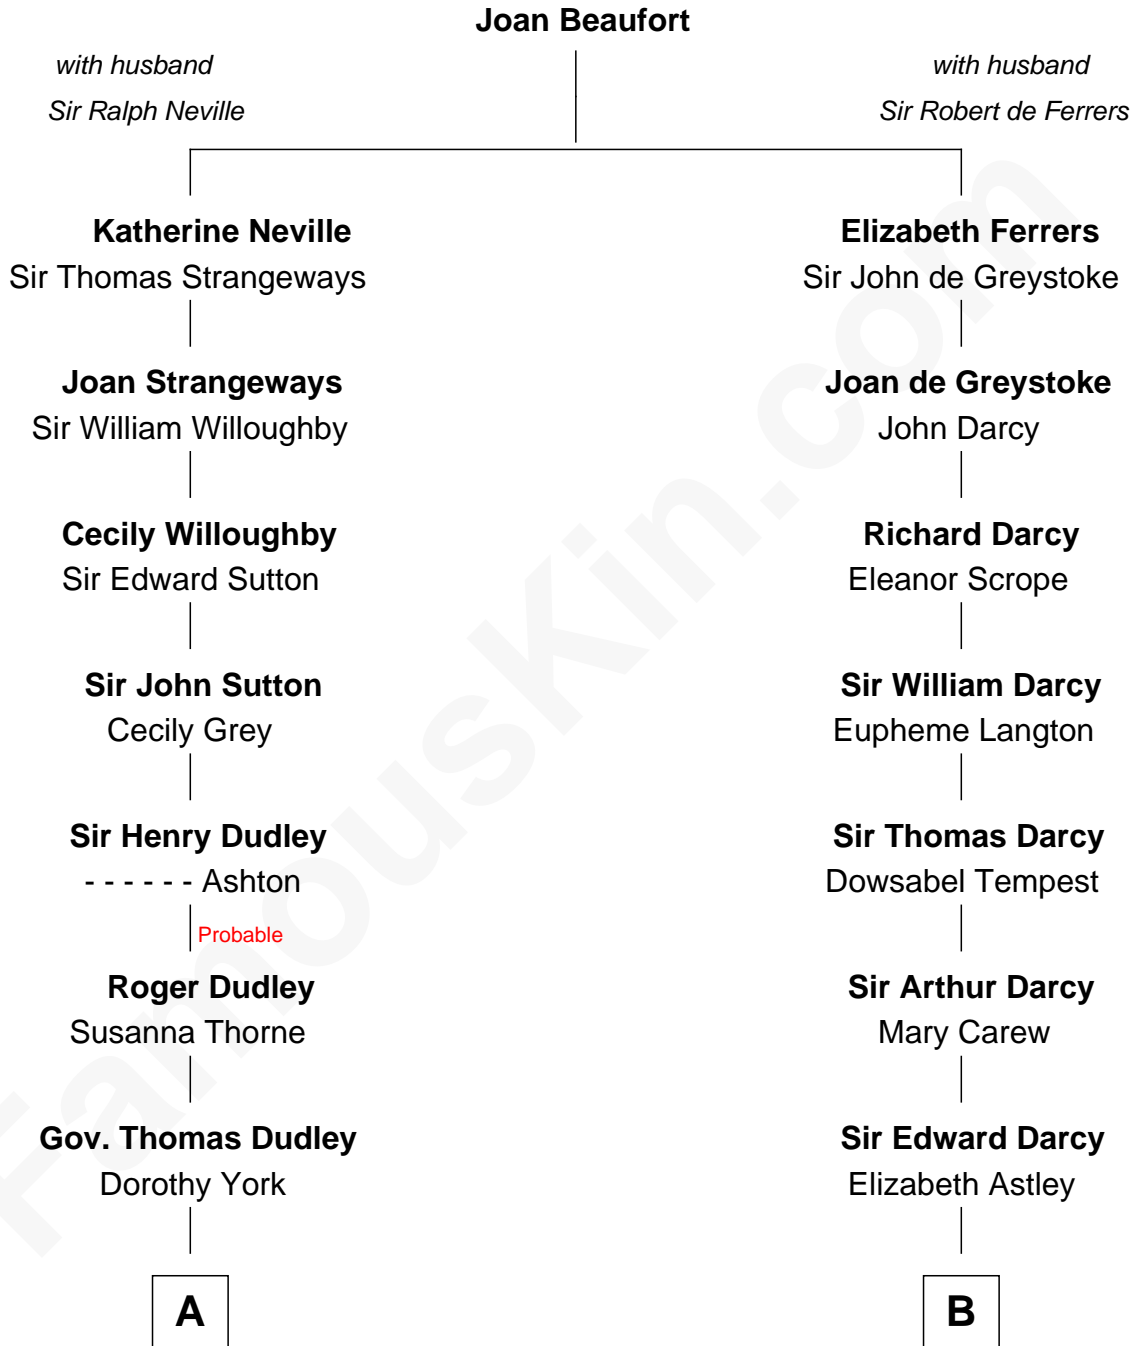 Joan Beaufort
with husband
Sir Ralph Neville
with husband
Sir Robert de Ferrers
Katherine Neville
Sir Thomas Strangeways
Joan Strangeways
Sir William Willoughby
Cecily Willoughby
Sir Edward Sutton
Sir John Sutton
Cecily Grey
Sir Henry Dudley
- - - - - - Ashton
Probable
Roger Dudley
Susanna Thorne
Gov. Thomas Dudley
Dorothy York
A
Elizabeth Ferrers
Sir John de Greystoke
Joan de Greystoke
John Darcy
Richard Darcy
Eleanor Scrope
Sir William Darcy
Eupheme Langton
Sir Thomas Darcy
Dowsabel Tempest
Sir Arthur Darcy
Mary Carew
Sir Edward Darcy
Elizabeth Astley
B
FamousKin.com